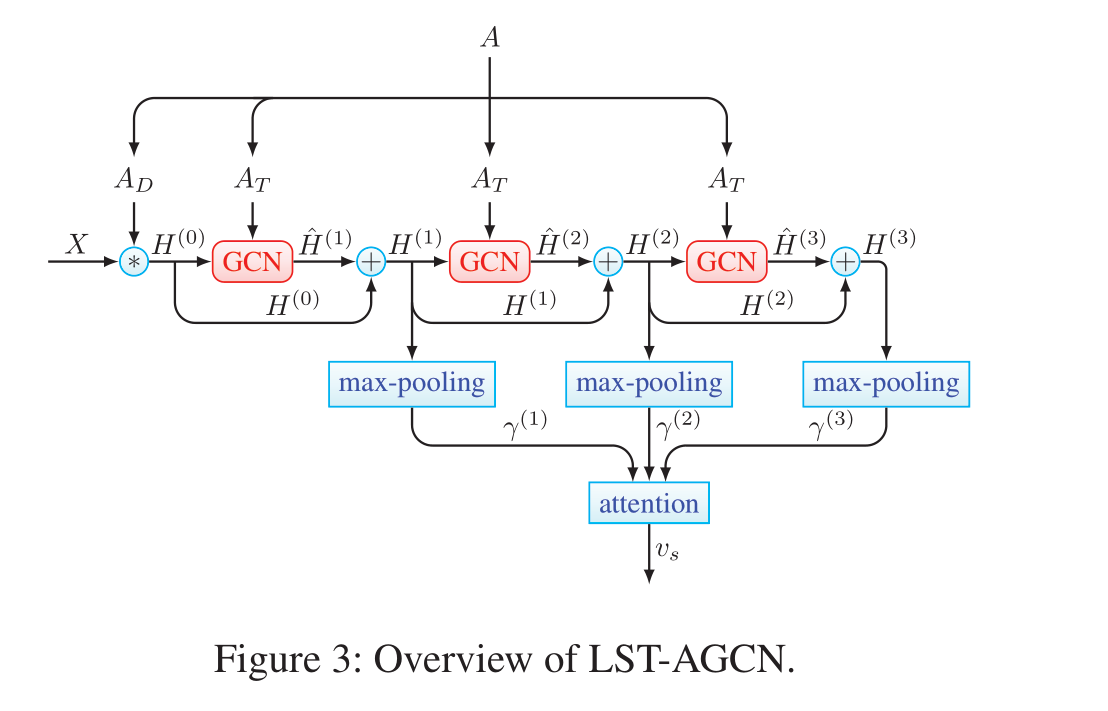 A
A_D A_T A_T A_T
X * H^{(0)} GCN Ĥ^{(1)} + H^{(1)} GCN Ĥ^{(2)} + H^{(2)} GCN Ĥ^{(3)} + H^{(3)}
H^{(0)} H^{(1)} H^{(2)}
max-pooling max-pooling max-pooling
γ^{(1)} γ^{(2)} γ^{(3)}
attention
v_s
Figure 3: Overview of LST-AGCN.